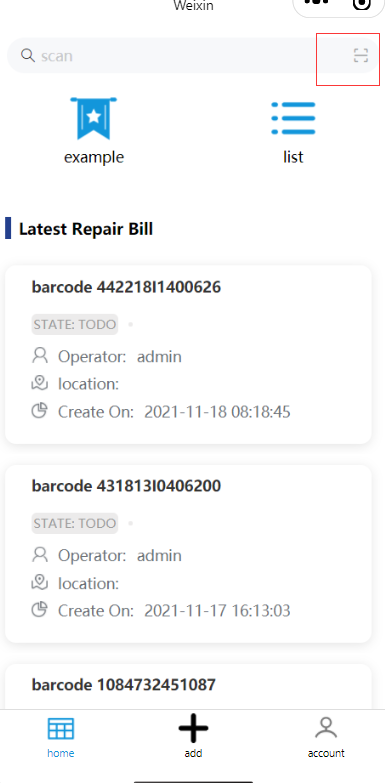 Weixin
scan
example
list
Latest Repair Bill
barcode 442218I1400626
STATE: TODO
Operator: admin
location:
Create On: 2021-11-18 08:18:45
barcode 431813I0406200
STATE: TODO
Operator: admin
location:
Create On: 2021-11-17 16:13:03
barcode 1084732451087
home
add
account